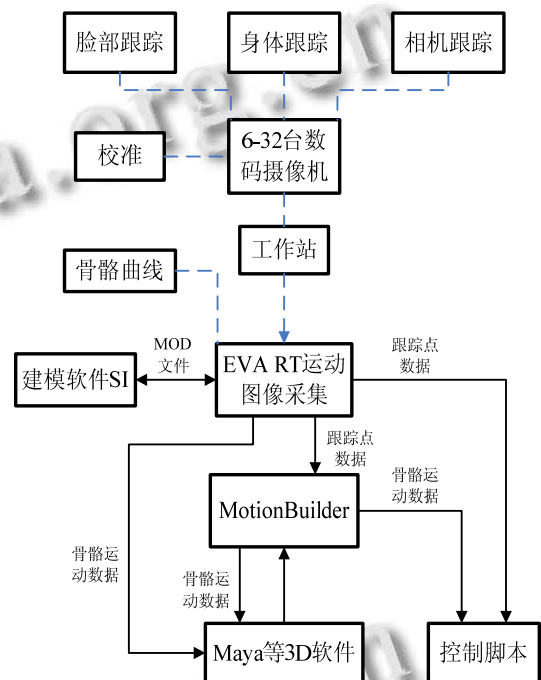 脸部跟踪
身体跟踪
相机跟踪
校准
6-32台数
码摄像机
工作站
骨骼曲线
MOD
文件
建模软件SI
EVA RT运动
图像采集
跟踪点
数据
跟踪点
数据
MotionBuilder
骨骼运
动数据
骨骼运
动数据
骨骼运
动数据
Maya等3D软件
控制脚本